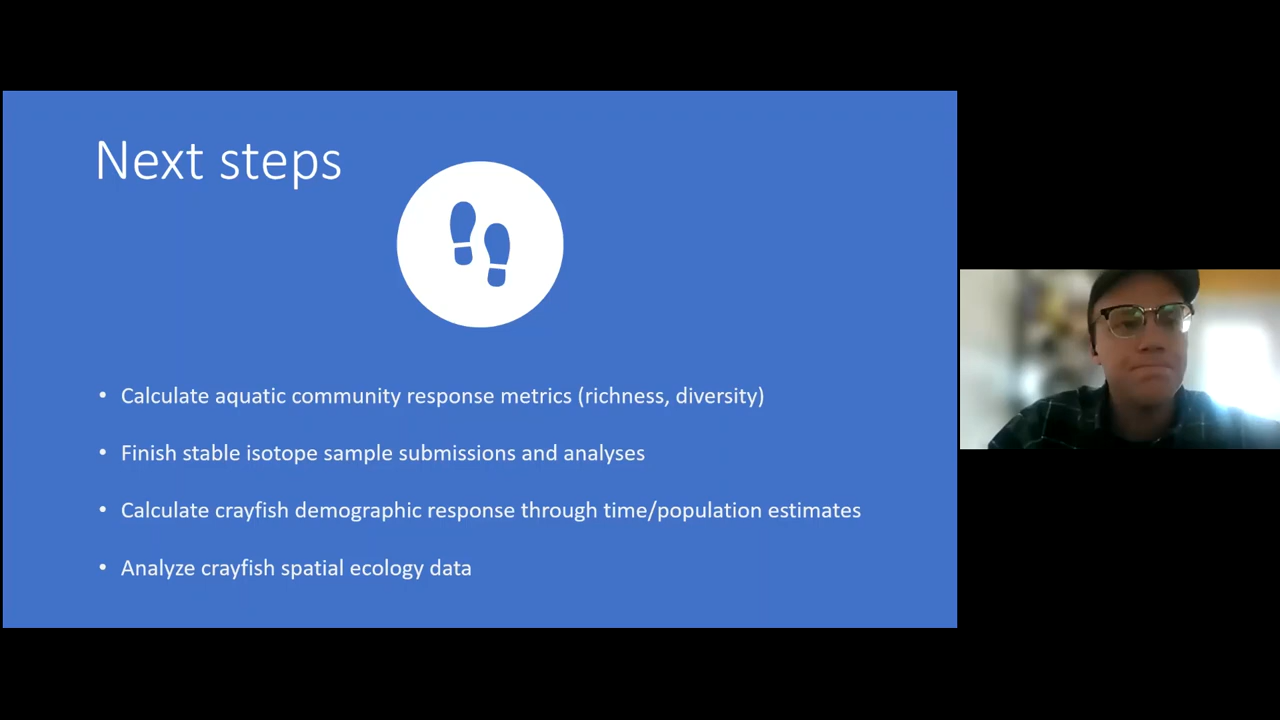 Next steps
• Calculate aquatic community response metrics (richness, diversity)
• Finish stable isotope sample submissions and analyses
• Calculate crayfish demographic response through time/population estimates
• Analyze crayfish spatial ecology data